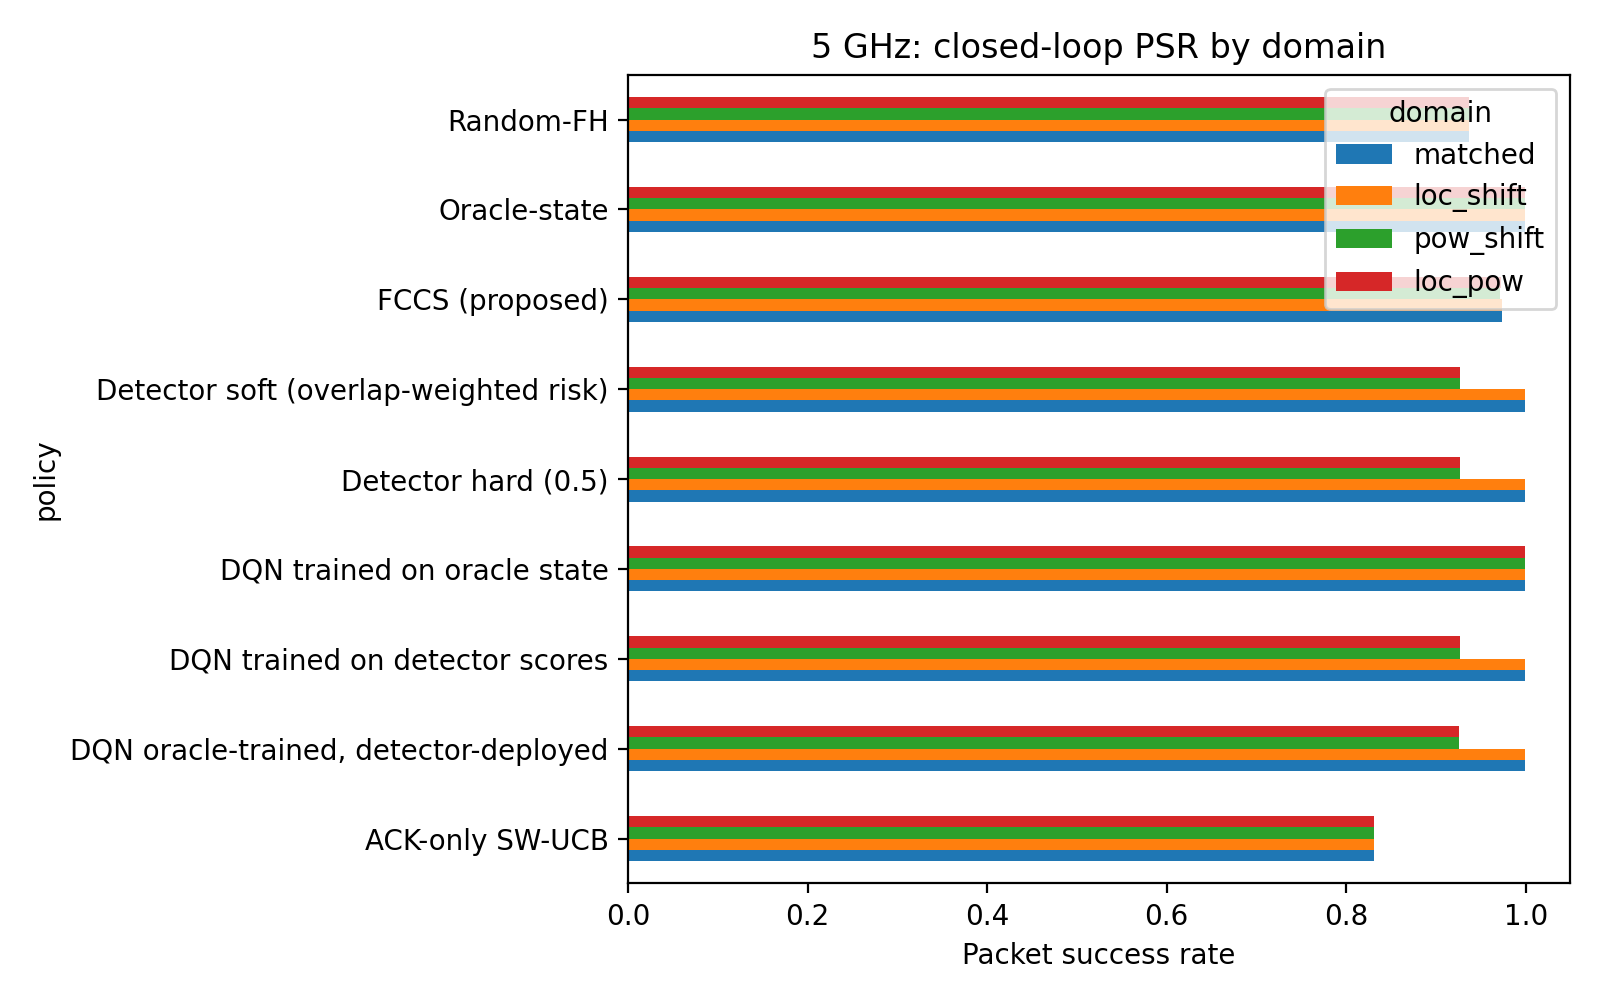 5 GHz: closed-loop PSR by domain
policy
Random-FH
Oracle-state
FCCS (proposed)
Detector soft (overlap-weighted risk)
Detector hard (0.5)
DQN trained on oracle state
DQN trained on detector scores
DQN oracle-trained, detector-deployed
ACK-only SW-UCB
domain
matched
loc_shift
pow_shift
loc_pow
0.0 0.2 0.4 0.6 0.8 1.0
Packet success rate